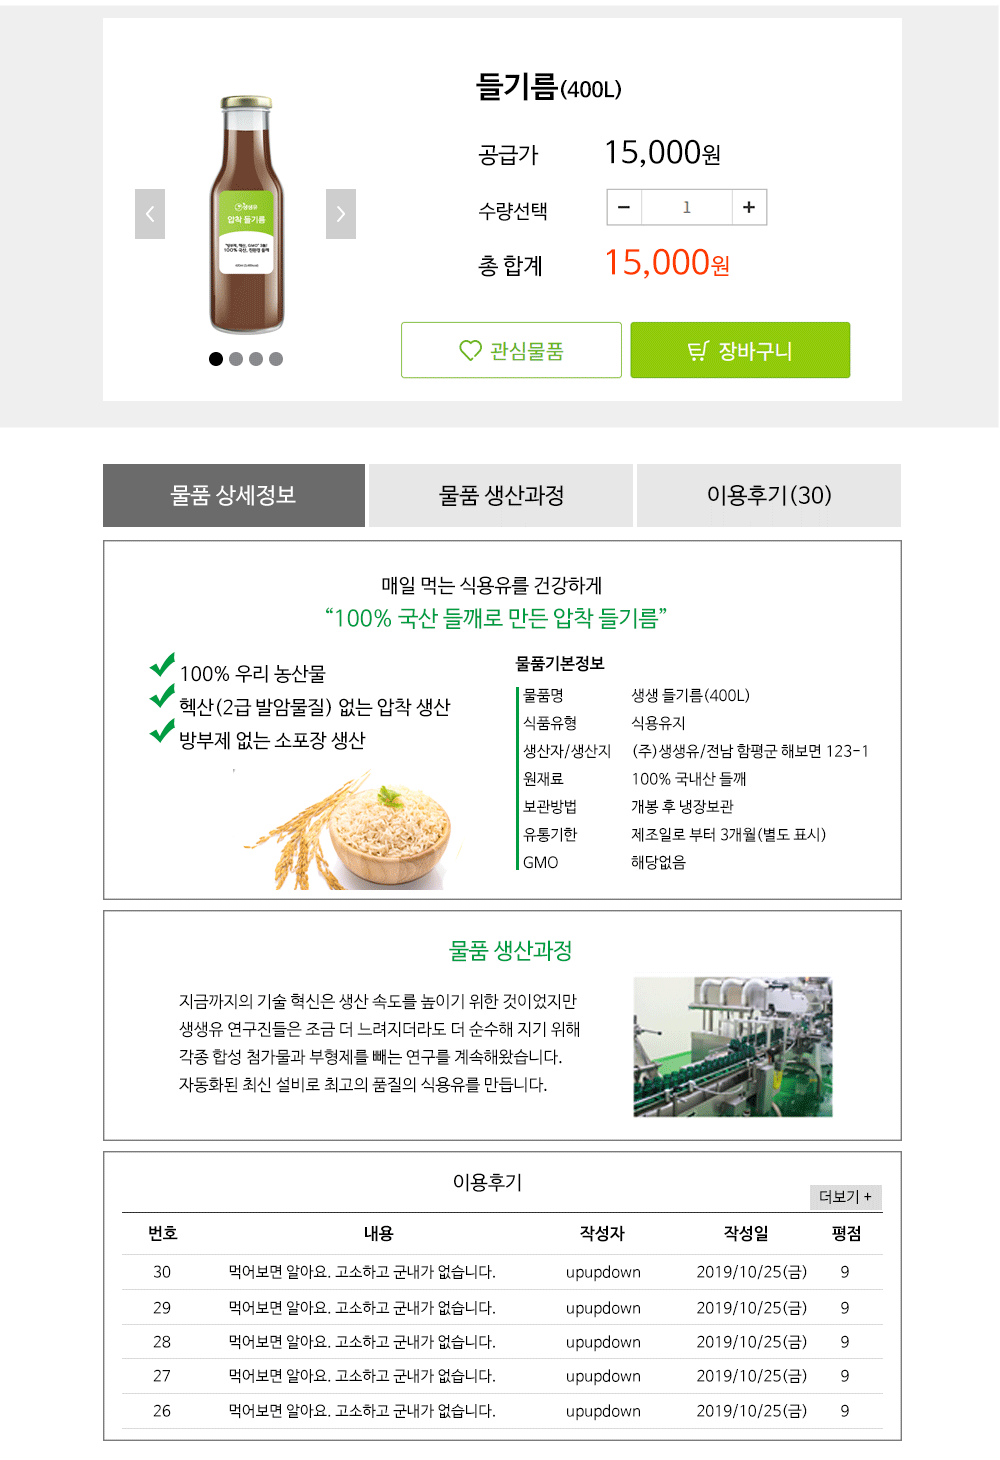 들기름(400L)
공급가 15,000원
수량선택 − 1 +
총 합계 15,000원
압착 들기름
100% 국산, 친환경 들깨
관심물품
장바구니
물품 상세정보
물품 생산과정
이용후기(30)
매일 먹는 식용유를 건강하게
“100% 국산 들깨로 만든 압착 들기름”
100% 우리 농산물
헥산(2급 발암물질) 없는 압착 생산
방부제 없는 소포장 생산
물품기본정보
물품명 생생 들기름(400L)
식품유형 식용유지
생산자/생산지 (주)생생유/전남 함평군 해보면 123-1
원재료 100% 국내산 들깨
보관방법 개봉 후 냉장보관
유통기한 제조일로 부터 3개월(별도 표시)
GMO 해당없음
물품 생산과정
지금까지의 기술 혁신은 생산 속도를 높이기 위한 것이었지만
생생유 연구진들은 조금 더 느려지더라도 더 순수해 지기 위해
각종 합성 첨가물과 부형제를 빼는 연구를 계속해왔습니다.
자동화된 최신 설비로 최고의 품질의 식용유를 만듭니다.
이용후기
더보기 +
번호 내용 작성자 작성일 평점
30 먹어보면 알아요. 고소하고 군내가 없습니다. upupdown 2019/10/25(금) 9
29 먹어보면 알아요. 고소하고 군내가 없습니다. upupdown 2019/10/25(금) 9
28 먹어보면 알아요. 고소하고 군내가 없습니다. upupdown 2019/10/25(금) 9
27 먹어보면 알아요. 고소하고 군내가 없습니다. upupdown 2019/10/25(금) 9
26 먹어보면 알아요. 고소하고 군내가 없습니다. upupdown 2019/10/25(금) 9